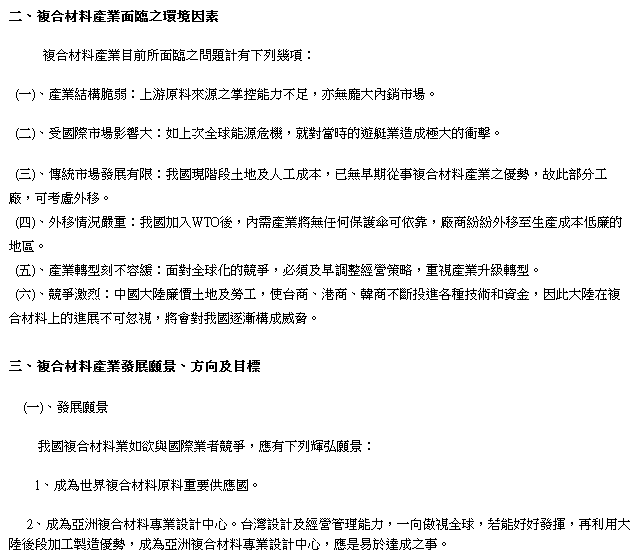 二、複合材料產業面臨之環境因素
複合材料產業目前所面臨之問題計有下列幾項：
(一)、產業結構脆弱：上游原料來源之掌控能力不足，亦無龐大內銷市場。
(二)、受國際市場影響大：如上次全球能源危機，就對當時的遊艇業造成極大的衝擊。
(三)、傳統市場發展有限：我國現階段土地及人工成本，已無早期從事複合材料產業之優勢，故此部分工
廠，可考慮外移。
(四)、外移情況嚴重：我國加入WTO後，內需產業將無任何保護傘可依靠，廠商紛紛外移至生產成本低廉的
地區。
(五)、產業轉型刻不容緩：面對全球化的競爭，必須及早調整經營策略，重視產業升級轉型。
(六)、競爭激烈：中國大陸廉價土地及勞工，使台商、港商、韓商不斷投進各種技術和資金，因此大陸在複
合材料上的進展不可忽視，將會對我國逐漸構成威脅。
三、複合材料產業發展願景、方向及目標
(一)、發展願景
我國複合材料業如欲與國際業者競爭，應有下列輝弘願景：
1、成為世界複合材料原料重要供應國。
2、成為亞洲複合材料專業設計中心。台灣設計及經營管理能力，一向傲視全球，若能好好發揮，再利用大
陸後段加工製造優勢，成為亞洲複合材料專業設計中心，應是易於達成之事。